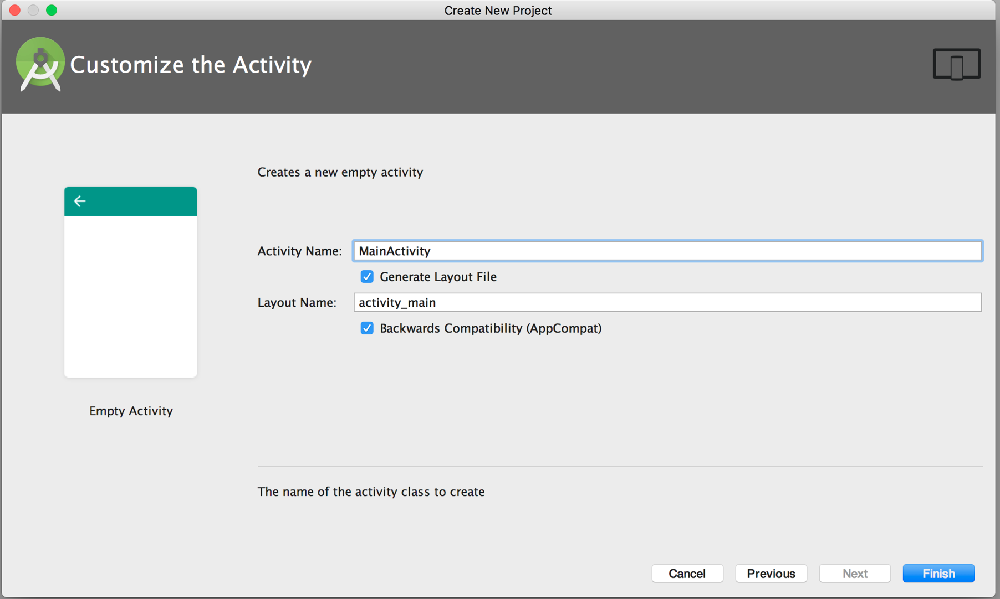 Create New Project
Customize the Activity
Creates a new empty activity
Activity Name: MainActivity
Generate Layout File
Layout Name: activity_main
Backwards Compatibility (AppCompat)
Empty Activity
The name of the activity class to create
Cancel Previous Next Finish